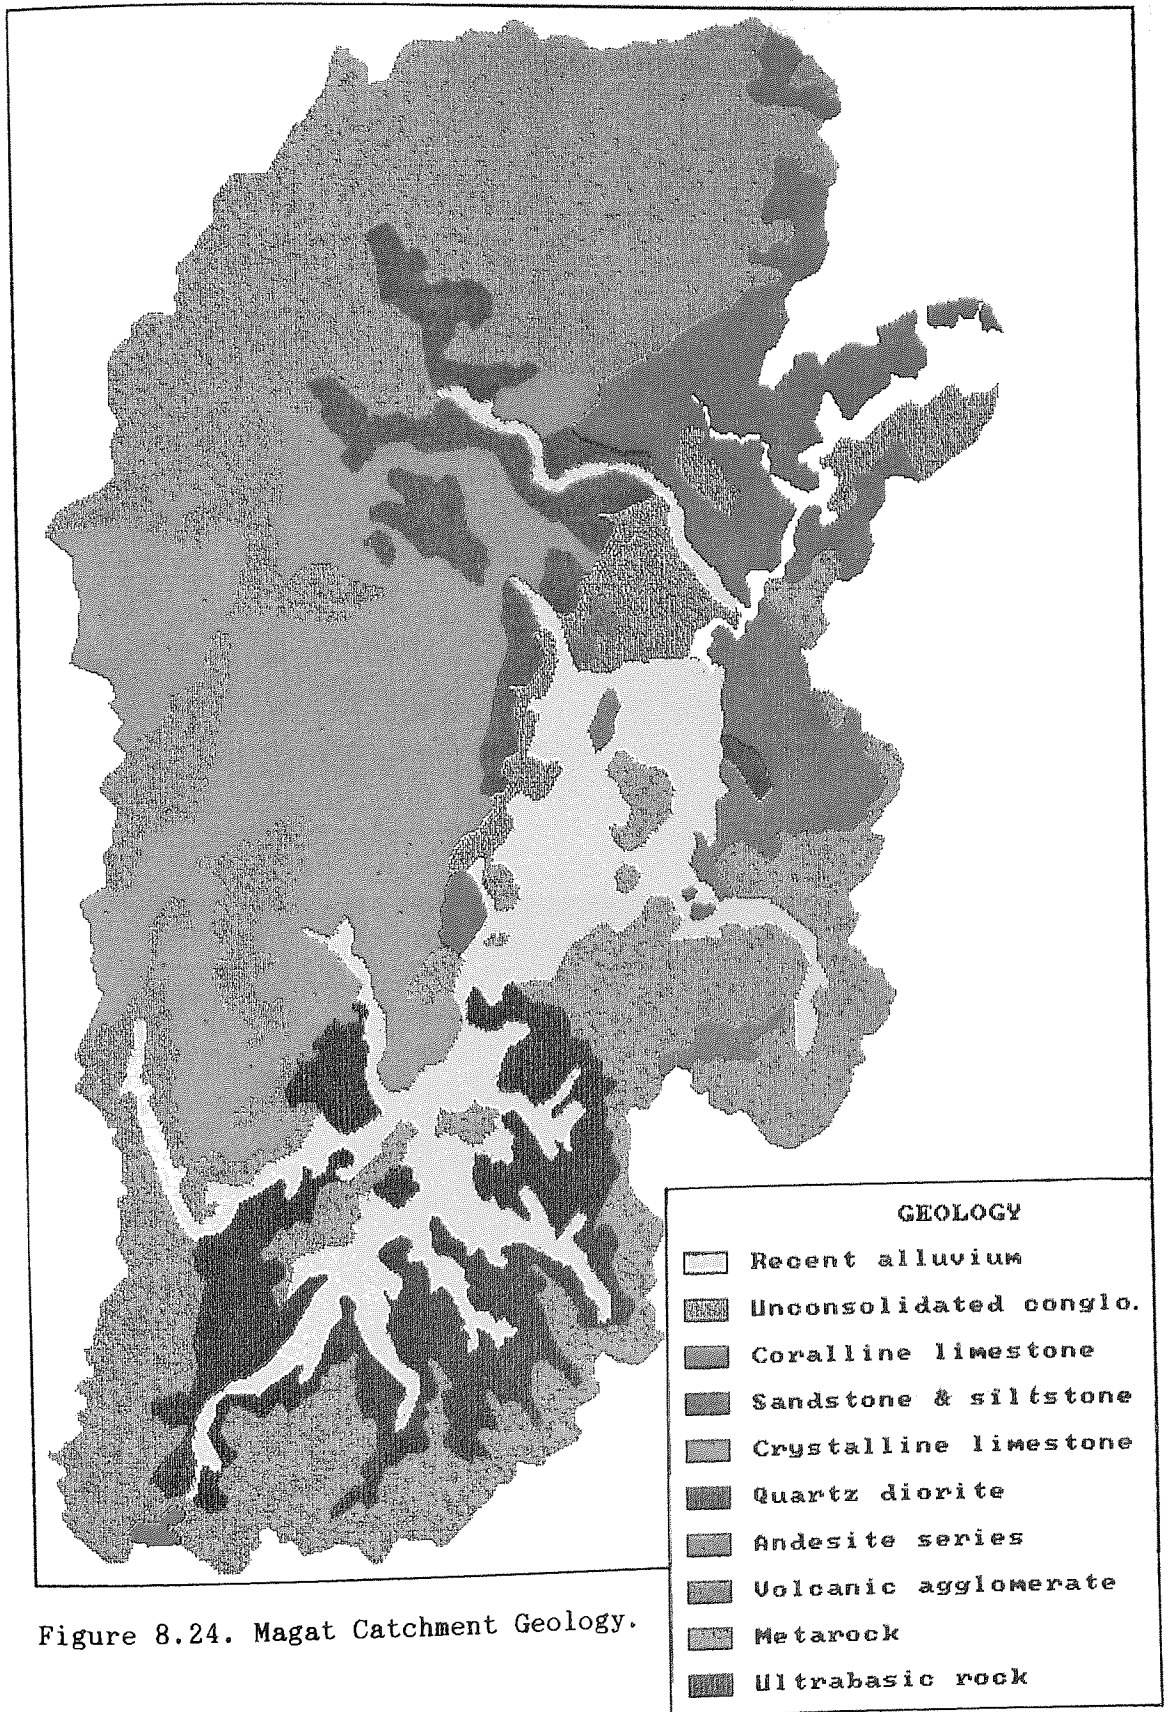 GEOLOGY
Recent alluvium
Unconsolidated conglo.
Coralline limestone
Sandstone & siltstone
Crystalline limestone
Quartz diorite
Andesite series
Volcanic agglomerate
Metarock
Ultrabasic rock
Figure 8.24. Magat Catchment Geology.